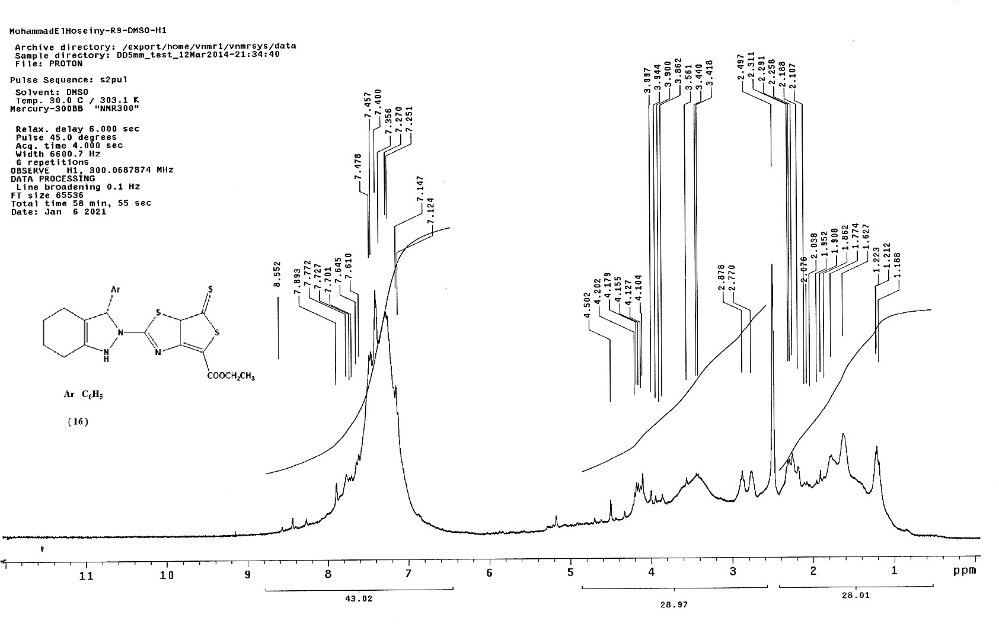 MohammadElHoseiny-R9-DMSO-H1
Archive directory: /export/home/vnmr1/vnmrsys/data
Sample directory: DD5mm_test_12Mar2014-21:34:40
File: PROTON
Pulse Sequence: s2pul
Solvent: DMSO
Temp. 30.0 C / 303.1 K
Mercury-300BB "NMR300"
Relax. delay 6.000 sec
Pulse 45.0 degrees
Acq. time 4.000 sec
Width 6600.7 Hz
6 repetitions
OBSERVE H1, 300.0687874 MHz
DATA PROCESSING
Line broadening 0.1 Hz
FT size 65536
Total time 58 min, 55 sec
Date: Jan 6 2021
8.552
7.893
7.772
7.727
7.701
7.645
7.610
7.478
7.457
7.400
7.356
7.270
7.251
7.147
7.124
4.502
4.202
4.179
4.155
4.127
4.104
3.997
3.944
3.900
3.862
3.561
3.440
3.418
2.878
2.770
2.497
2.311
2.291
2.258
2.188
2.107
2.076
2.038
1.952
1.908
1.862
1.774
1.627
1.223
1.212
1.188
Ar
S
S
N
S
N
N
H
COOCH2CH3
Ar C6H5
(16)
11 10 9 8 7 6 5 4 3 2 1 ppm
43.02
28.97
28.01